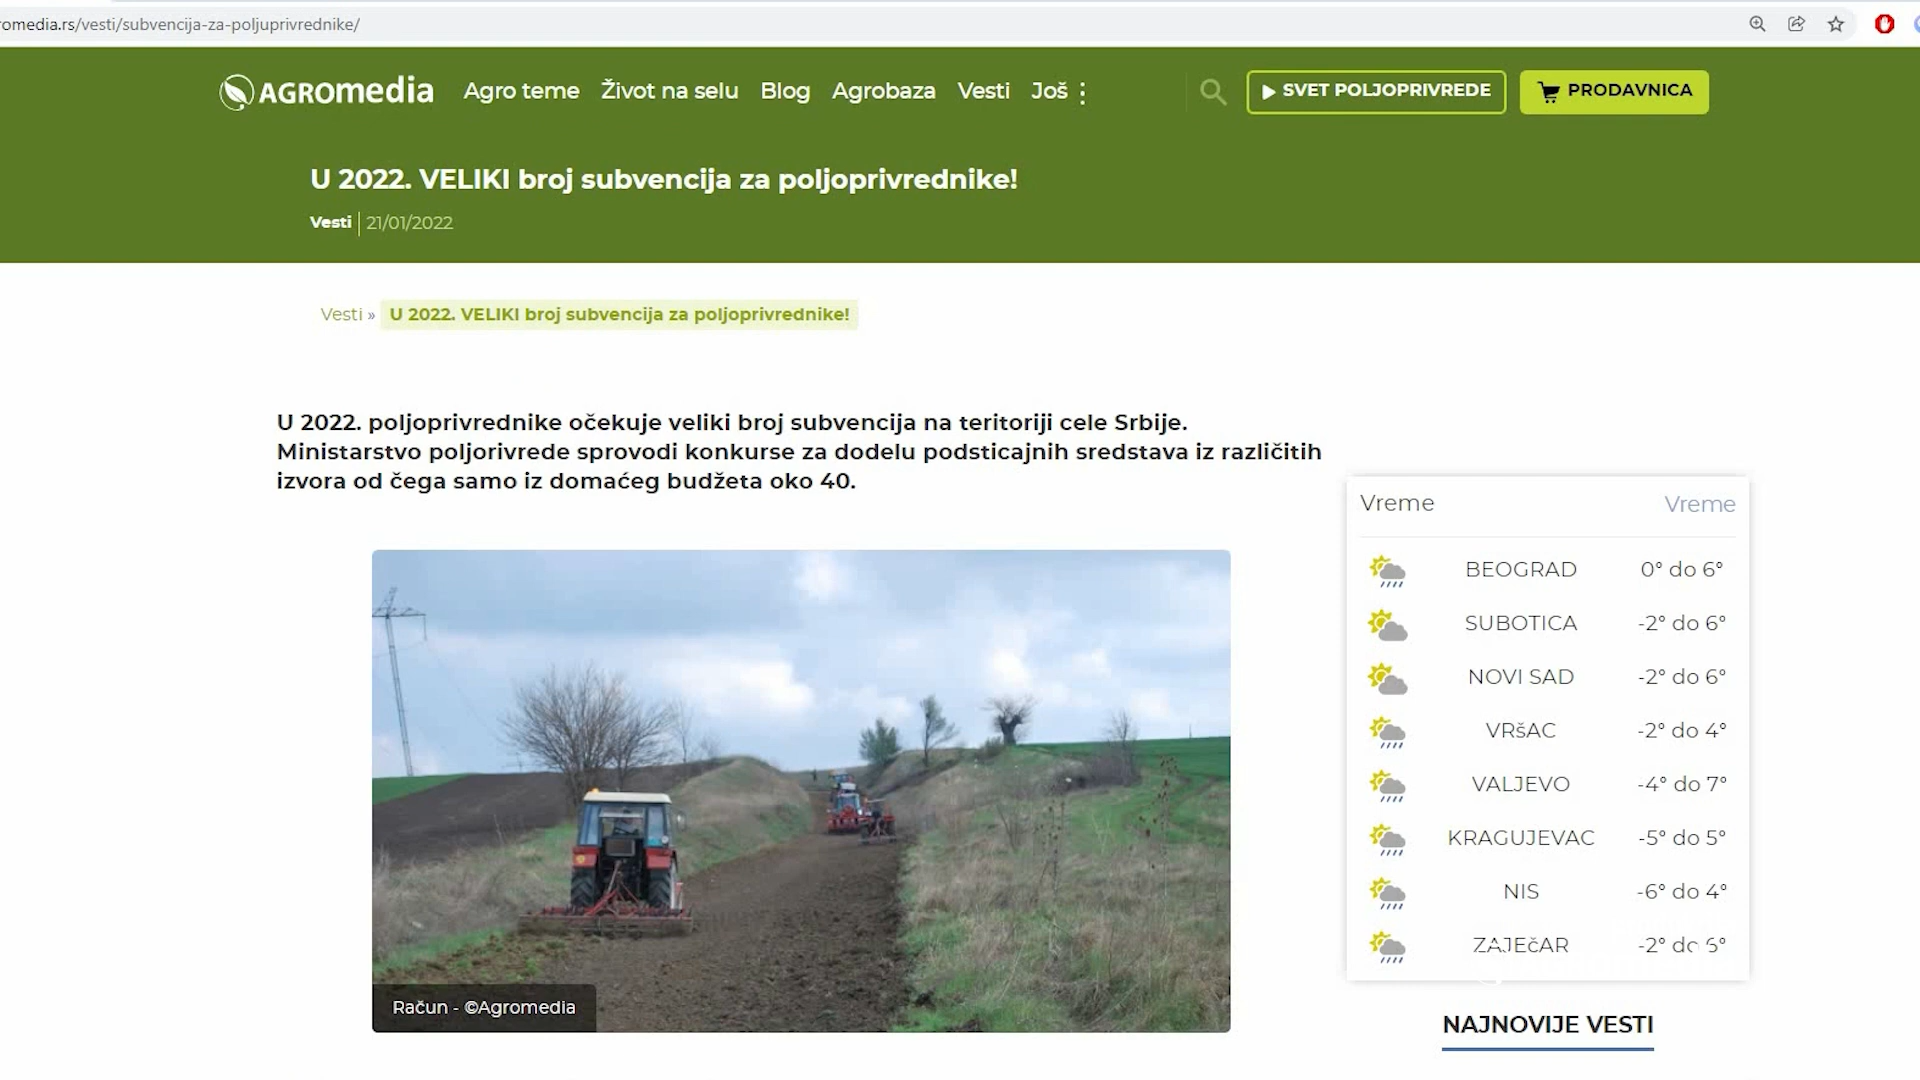 romedia.rs/vesti/subvencija-za-poljuprivrednike/
AGROmedia Agro teme Život na selu Blog Agrobaza Vesti Još SVET POLJOPRIVREDE PRODAVNICA
U 2022. VELIKI broj subvencija za poljoprivrednike!
Vesti 21/01/2022
Vesti » U 2022. VELIKI broj subvencija za poljoprivrednike!
U 2022. poljoprivrednike očekuje veliki broj subvencija na teritoriji cele Srbije.
Ministarstvo poljorivrede sprovodi konkurse za dodelu podsticajnih sredstava iz različitih
izvora od čega samo iz domaćeg budžeta oko 40.
Račun - ©Agromedia
Vreme Vreme
BEOGRAD 0° do 6°
SUBOTICA -2° do 6°
NOVI SAD -2° do 6°
VRšAC -2° do 4°
VALJEVO -4° do 7°
KRAGUJEVAC -5° do 5°
NIS -6° do 4°
ZAJEčAR -2° do 6°
NAJNOVIJE VESTI